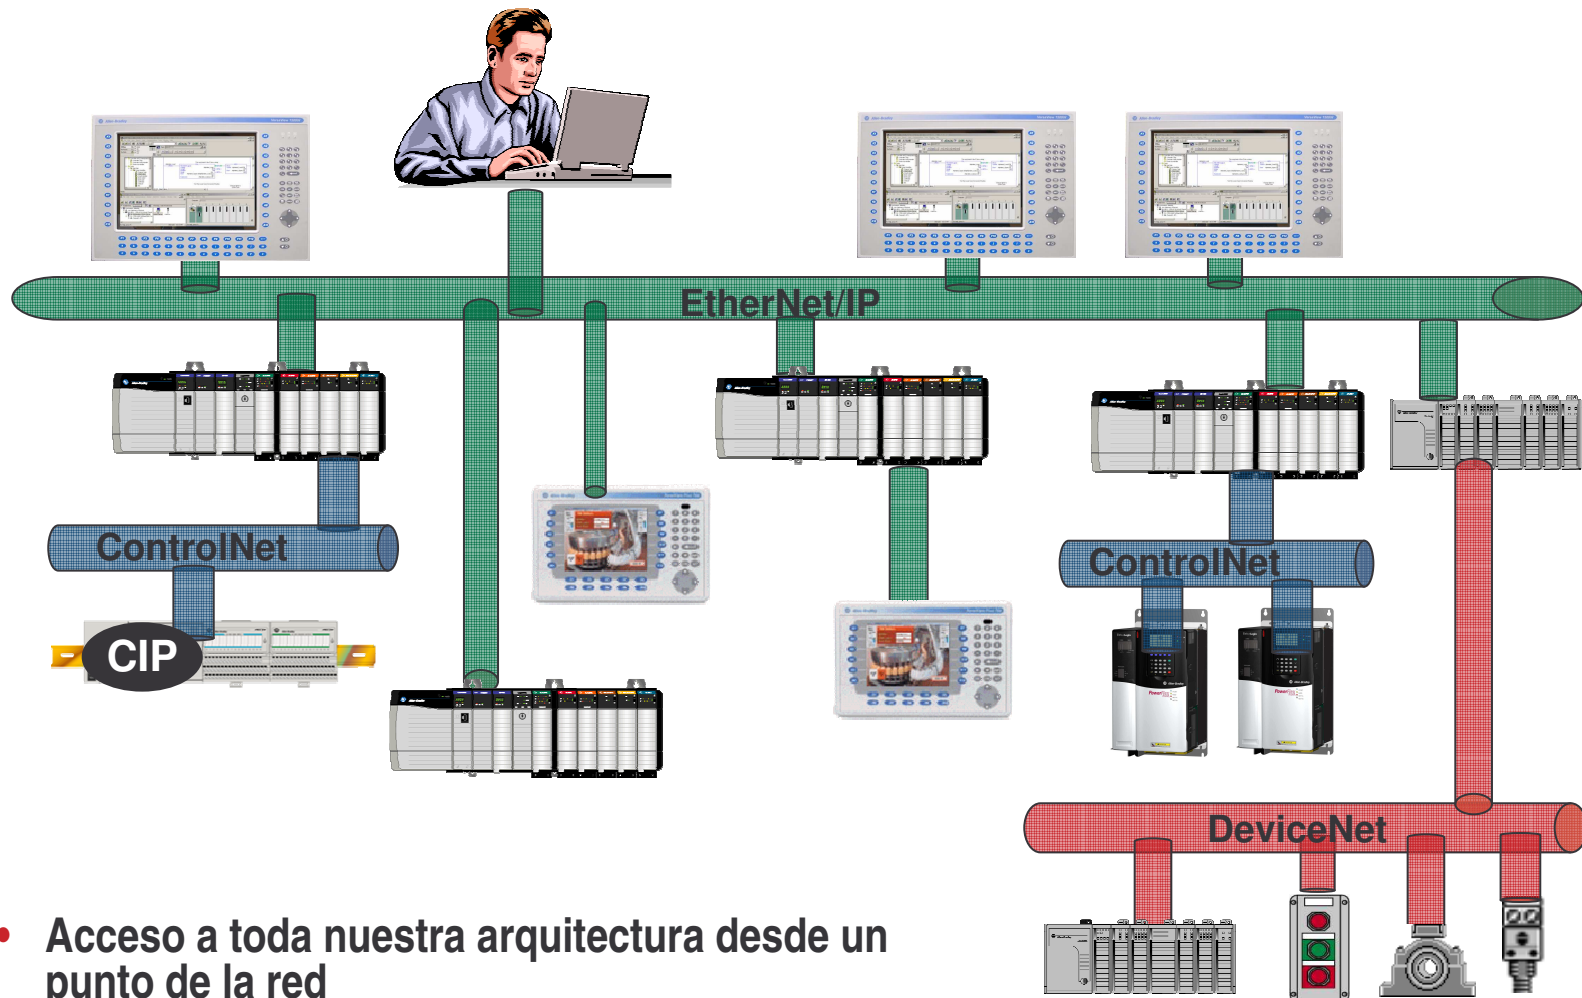 EtherNet/IP
ControlNet
ControlNet
CIP
DeviceNet
• Acceso a toda nuestra arquitectura desde un
punto de la red